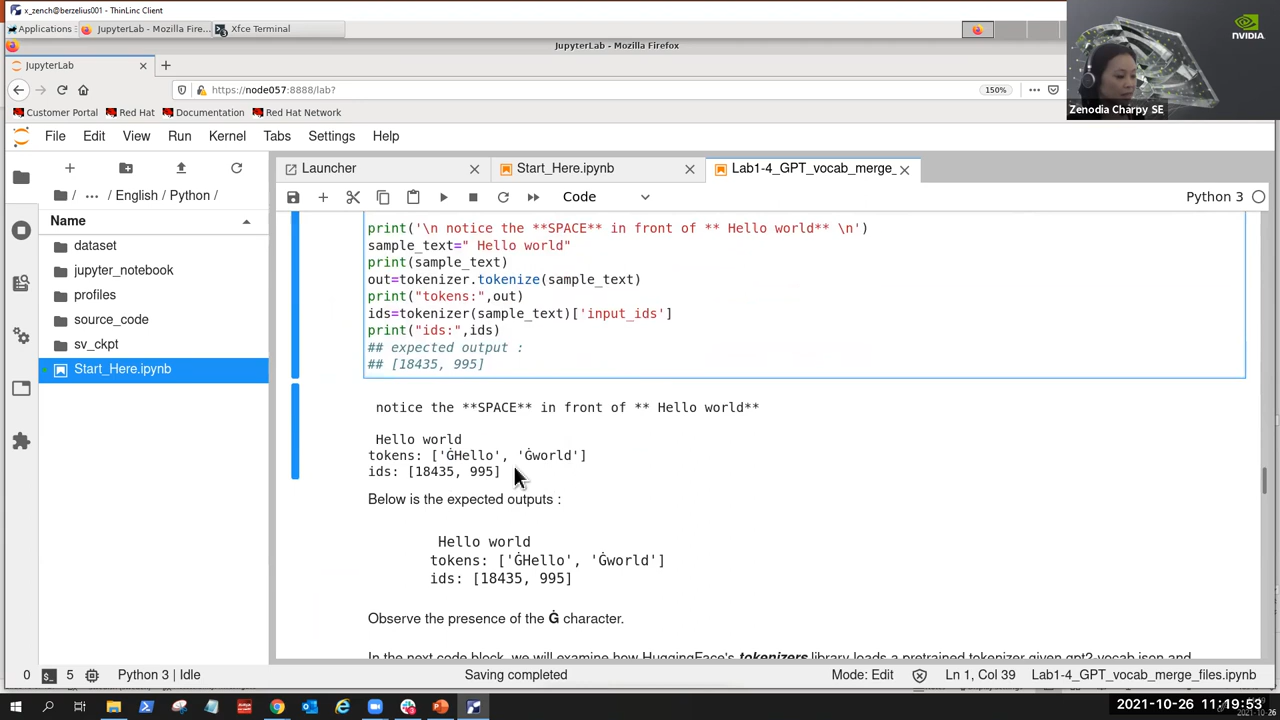 x_zench@berzelius001 - ThinLinc Client
Applications
JupyterLab - Mozilla Fire...
Xfce Terminal
JupyterLab - Mozilla Firefox
NVIDIA
JupyterLab
https://node057:8888/lab?
150%
Zenodia Charpy SE
Customer Portal
Red Hat
Documentation
Red Hat Network
File Edit View Run Kernel Tabs Settings Help
Launcher
Start_Here.ipynb
Lab1-4_GPT_vocab_merge_
/ ... / English / Python /
Code
Python 3
Name
dataset
jupyter_notebook
profiles
source_code
sv_ckpt
Start_Here.ipynb
print('\n notice the **SPACE** in front of ** Hello world** \n')
sample_text=" Hello world"
print(sample_text)
out=tokenizer.tokenize(sample_text)
print("tokens:",out)
ids=tokenizer(sample_text)['input_ids']
print("ids:",ids)
## expected output :
## [18435, 995]
notice the **SPACE** in front of ** Hello world**
Hello world
tokens: ['ĠHello', 'Ġworld']
ids: [18435, 995]
Below is the expected outputs :
Hello world
tokens: ['ĠHello', 'Ġworld']
ids: [18435, 995]
Observe the presence of the Ġ character.
In the next code block, we will examine how HuggingFace's tokenizers library loads a pretrained tokenizer given gpt2-vocab.json and
0
5
Python 3 | Idle
Saving completed
Mode: Edit
Ln 1, Col 39
Lab1-4_GPT_vocab_merge_files.ipynb
2021-10-26 11:19:53